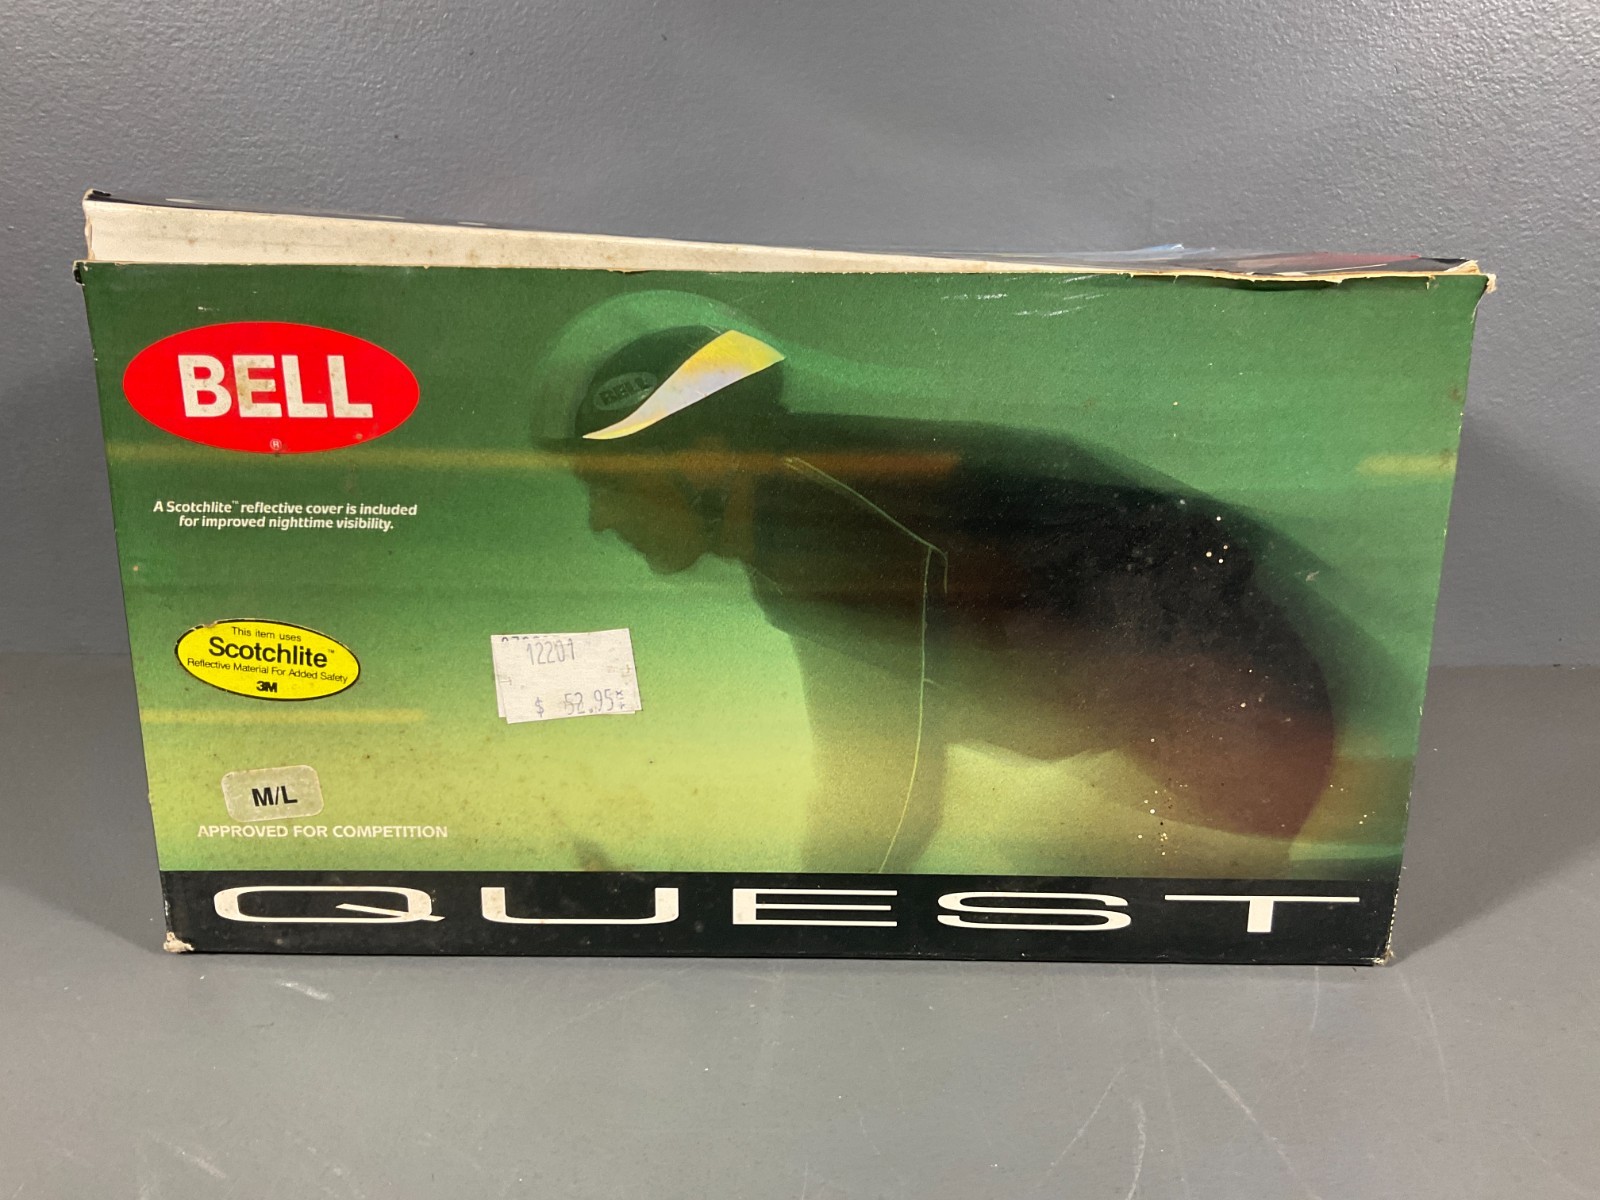 BELL
®
BELL
A Scotchlite™ reflective cover is included
for improved nighttime visibility.
This item uses
Scotchlite™
Reflective Material For Added Safety
3M
12201
$ 52.95
M/L
APPROVED FOR COMPETITION
QUEST